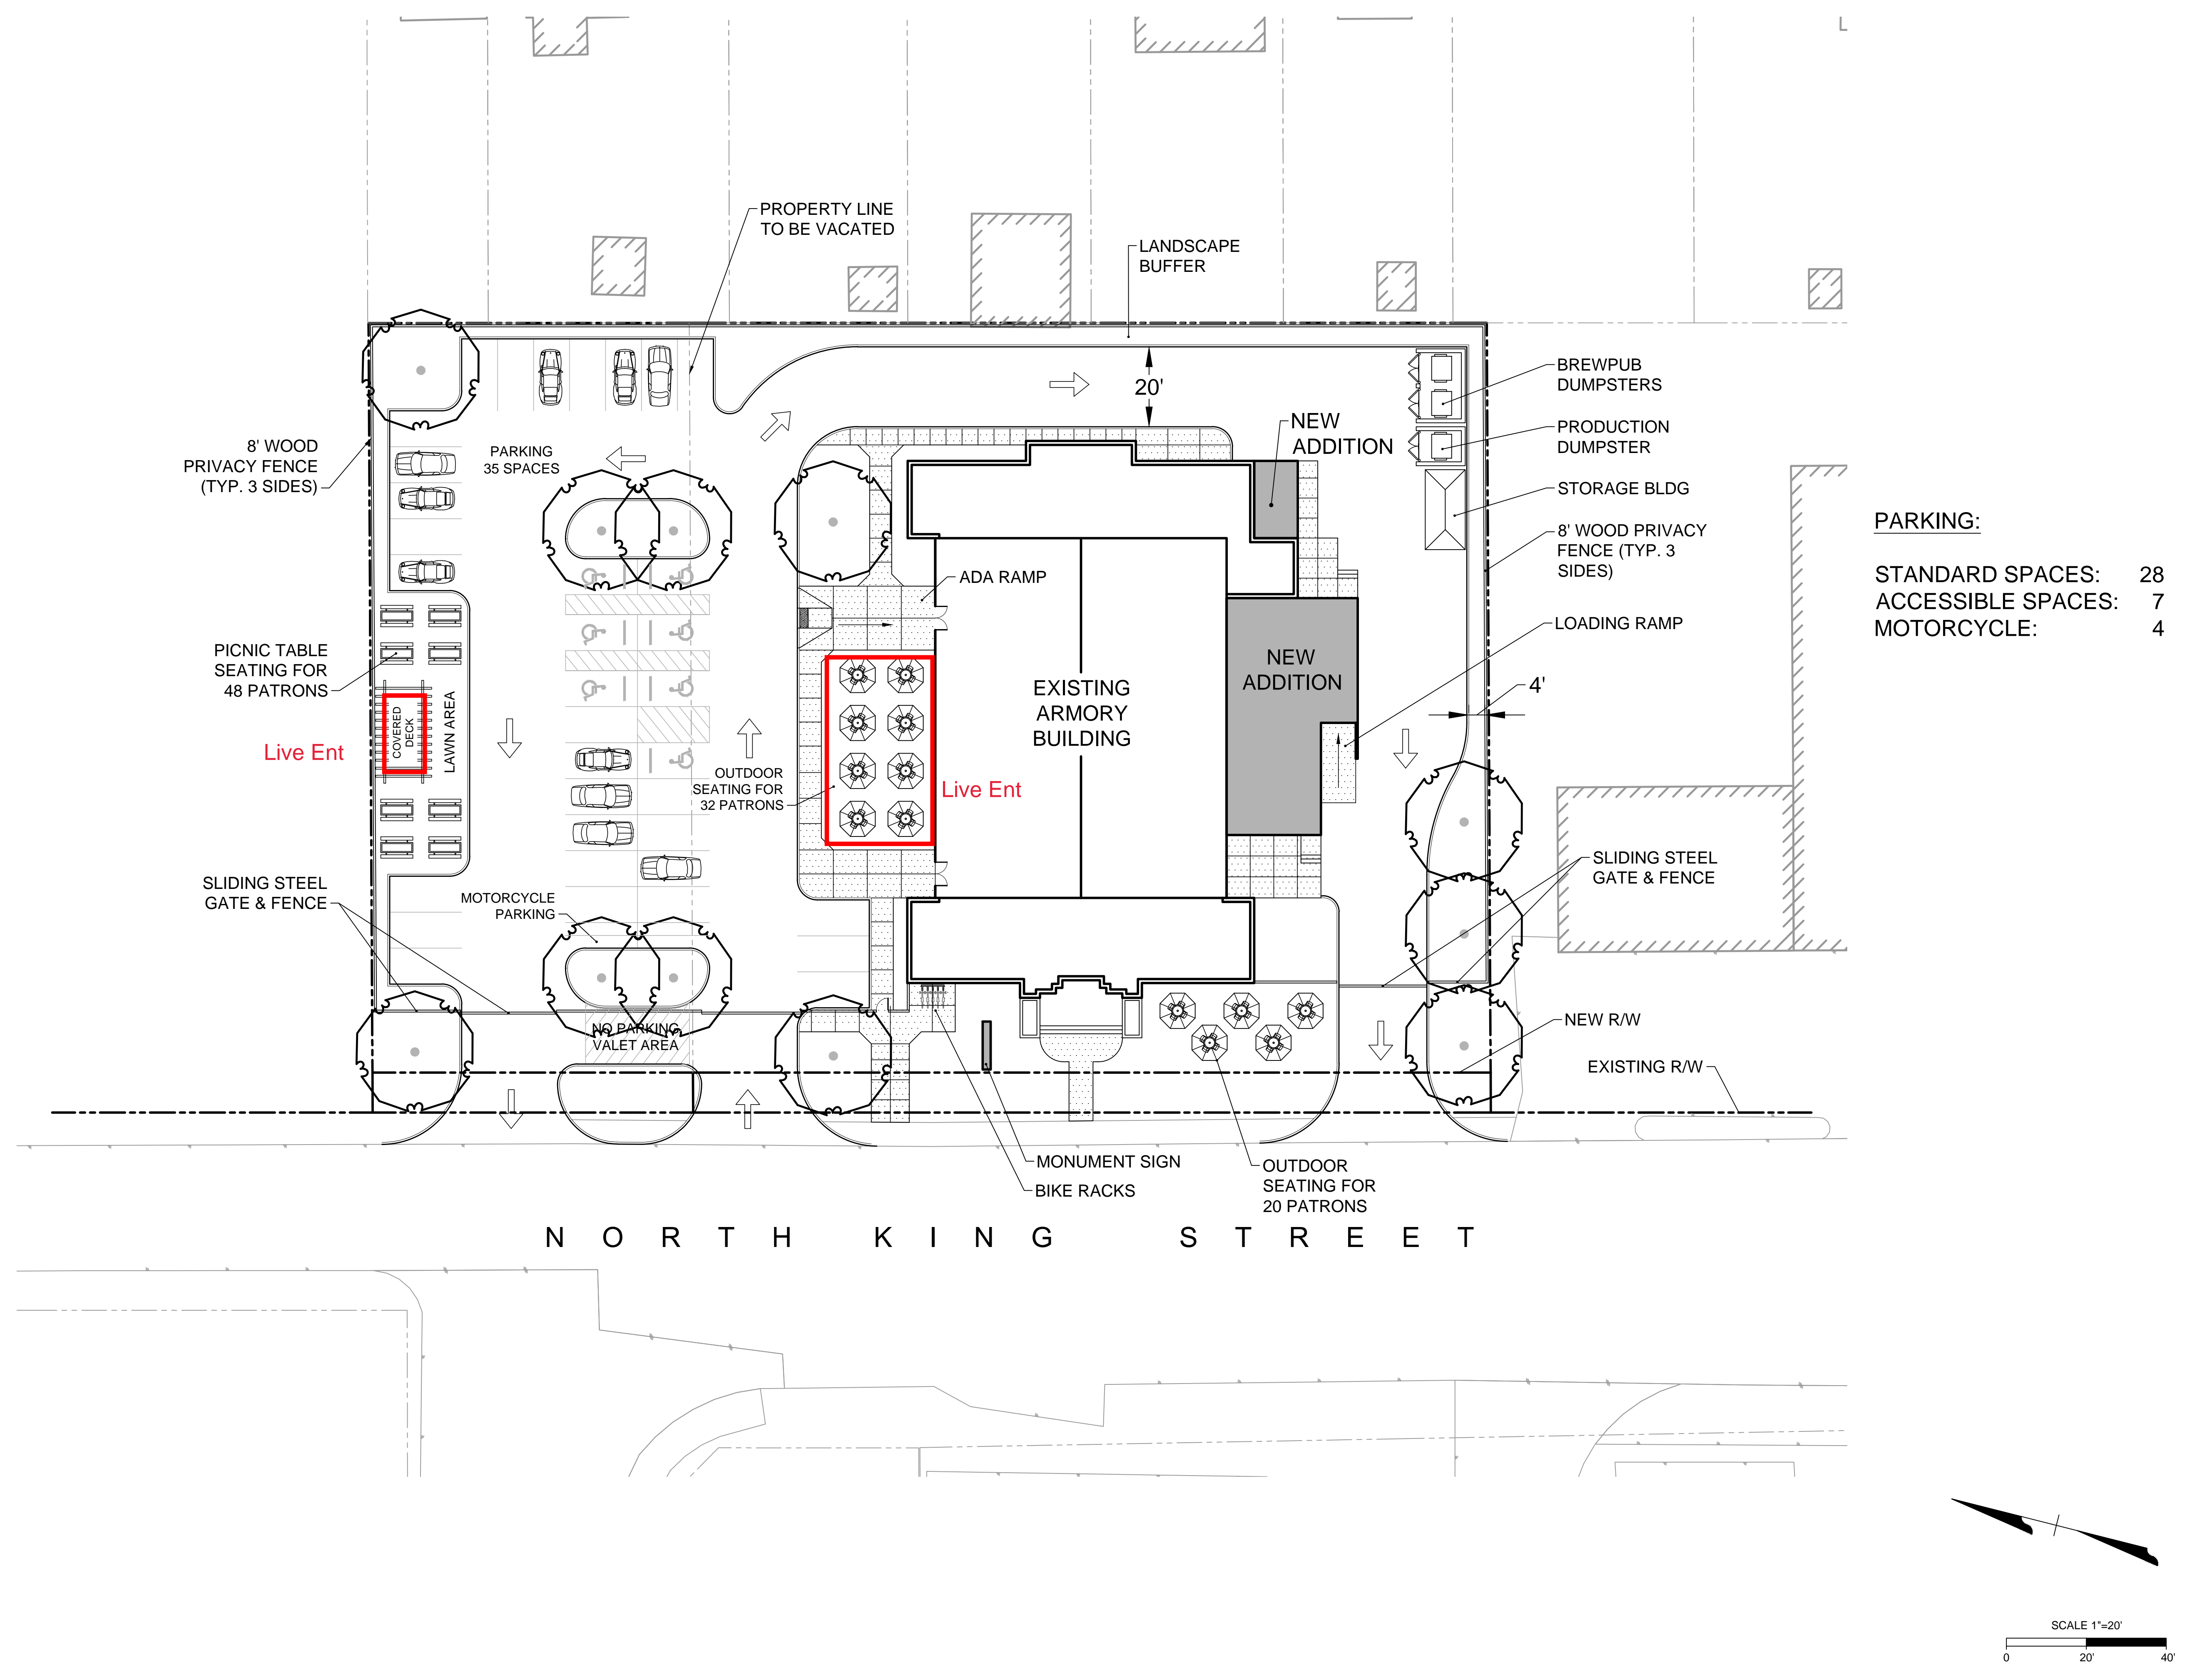 PROPERTY LINE
TO BE VACATED
LANDSCAPE
BUFFER
BREWPUB
DUMPSTERS
20'
NEW
ADDITION
PRODUCTION
DUMPSTER
8' WOOD
PRIVACY FENCE
(TYP. 3 SIDES)
PARKING
35 SPACES
STORAGE BLDG
8' WOOD PRIVACY
FENCE (TYP. 3
SIDES)
PARKING:
STANDARD SPACES: 28
ACCESSIBLE SPACES: 7
MOTORCYCLE: 4
ADA RAMP
LOADING RAMP
PICNIC TABLE
SEATING FOR
48 PATRONS
NEW
ADDITION
EXISTING
ARMORY
BUILDING
4'
COVERED
DECK
LAWN AREA
Live Ent
OUTDOOR
SEATING FOR
32 PATRONS
Live Ent
SLIDING STEEL
GATE & FENCE
SLIDING STEEL
GATE & FENCE
MOTORCYCLE
PARKING
NO PARKING
VALET AREA
NEW R/W
EXISTING R/W
MONUMENT SIGN
BIKE RACKS
OUTDOOR
SEATING FOR
20 PATRONS
NORTH KING STREET
SCALE 1"=20'
0 20' 40'